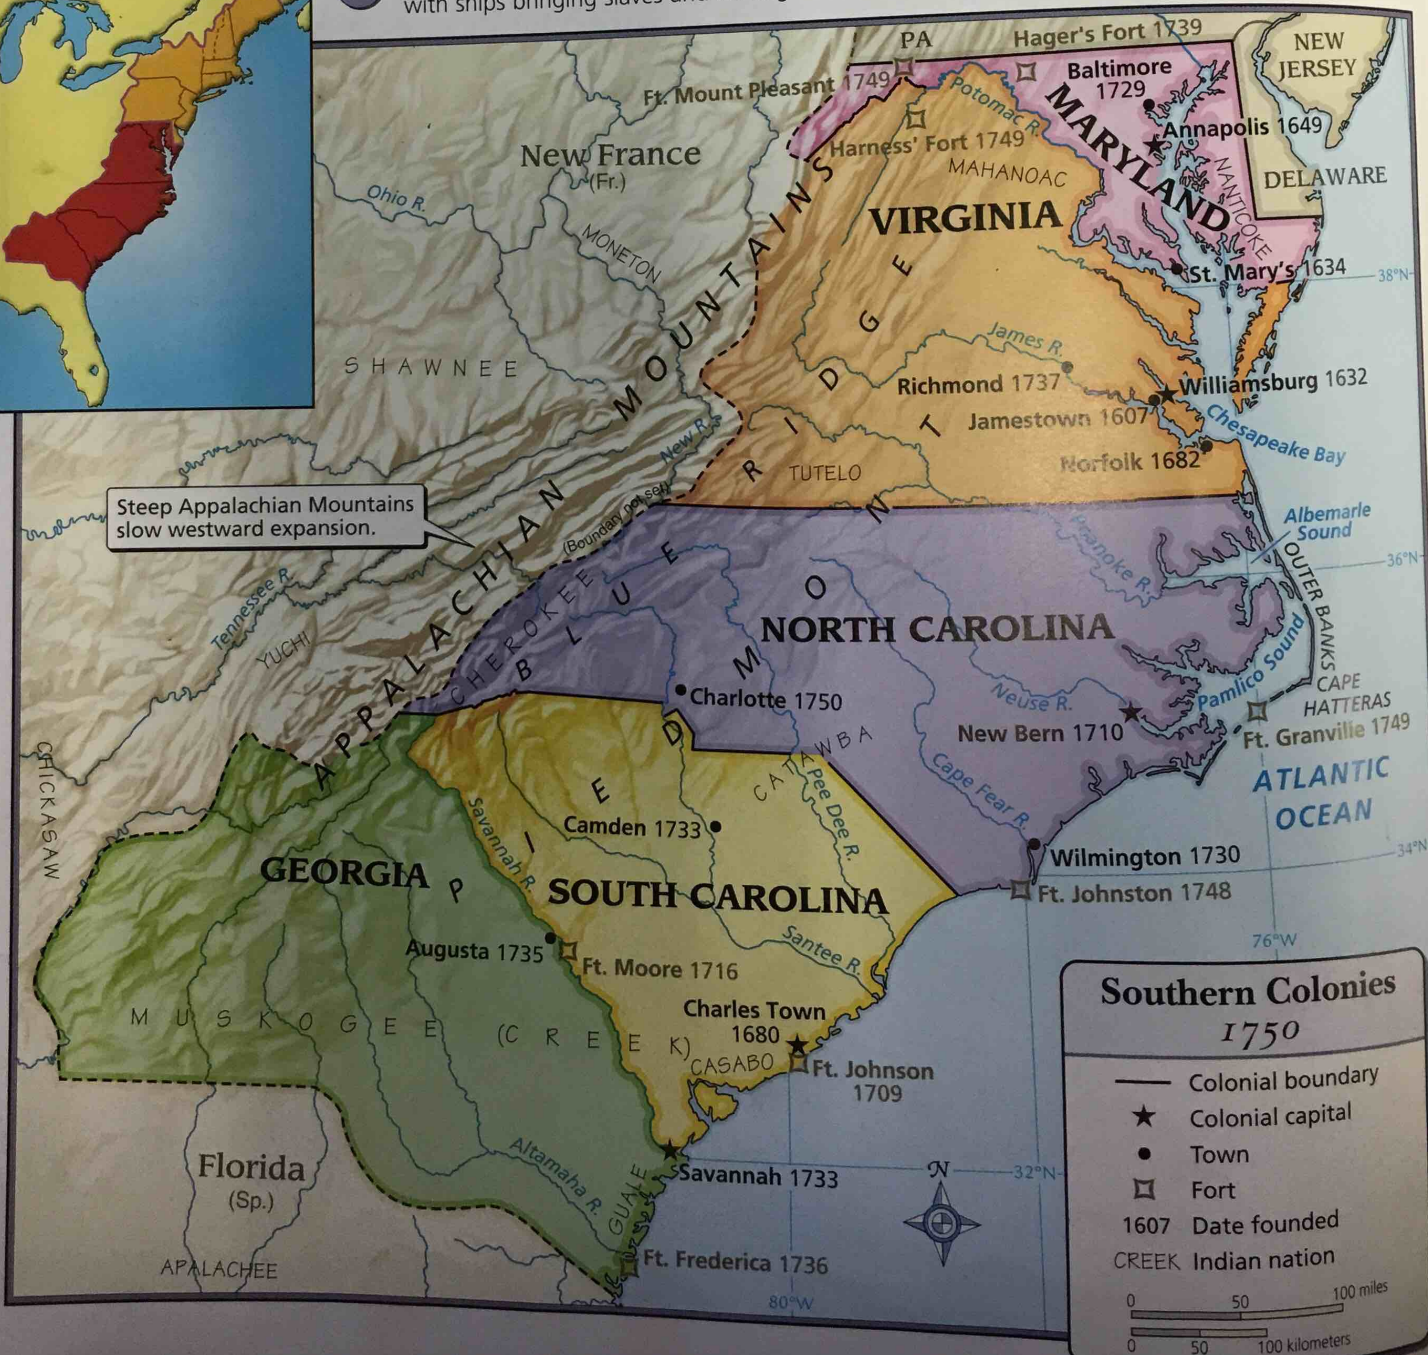 with ships bringing slaves
PA
Hager's Fort 1739
NEW
JERSEY
Ft. Mount Pleasant 1749
Baltimore
1729
Potomac R.
MARYLAND
Annapolis 1649
Harness' Fort 1749
New France
(Fr.)
MAHANOAC
NANTICOKE
DELAWARE
Ohio R.
VIRGINIA
MONETON
St. Mary's 1634
38°N
SHAWNEE
James R.
Richmond 1737
Williamsburg 1632
Jamestown 1607
Chesapeake Bay
New R.
Norfolk 1682
TUTELO
Steep Appalachian Mountains
slow westward expansion.
(Boundary not set)
APPALACHIAN MOUNTAINS
BLUE RIDGE
PIEDMONT
Albemarle
Sound
Roanoke R.
OUTER BANKS
36°N
Tennessee R.
YUCHI
CHEROKEE
NORTH CAROLINA
Pamlico Sound
CAPE
HATTERAS
Charlotte 1750
Neuse R.
New Bern 1710
Ft. Granville 1749
CHICKASAW
CATAWBA
Pee Dee R.
Cape Fear R.
ATLANTIC
OCEAN
Savannah R.
Camden 1733
34°N
Wilmington 1730
GEORGIA
SOUTH CAROLINA
Ft. Johnston 1748
Santee R.
76°W
Augusta 1735
Ft. Moore 1716
Charles Town
1680
MUSKOGEE (CREEK)
CASABO
Ft. Johnson
1709
Florida
(Sp.)
Altamaha R.
GUALE
Savannah 1733
N
32°N
APALACHEE
Ft. Frederica 1736
80°W
Southern Colonies
1750
Colonial boundary
Colonial capital
Town
Fort
1607 Date founded
CREEK Indian nation
0 50 100 miles
0 50 100 kilometers